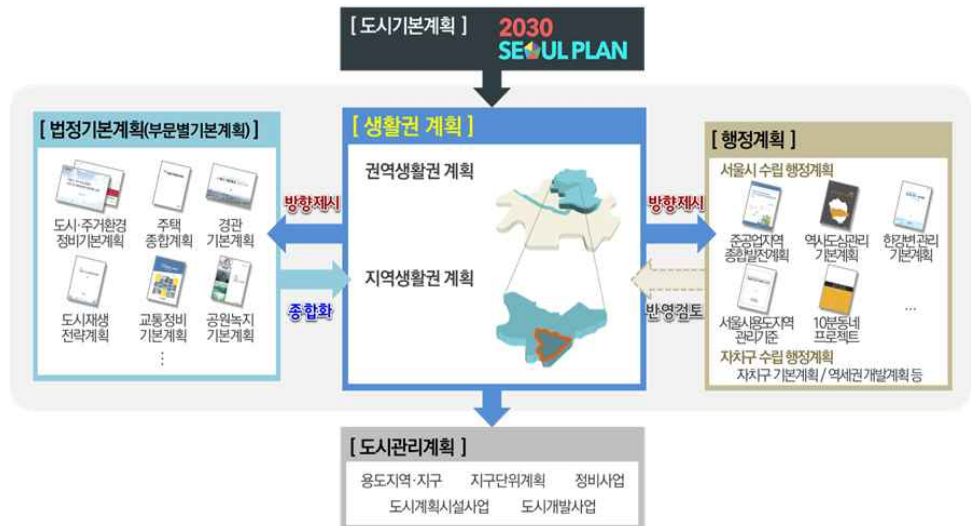 [ 도시기본계획 ]
2030
SEOUL PLAN
[ 법정기본계획(부문별기본계획) ]
도시·주거환경
정비기본계획
주택
종합계획
경관
기본계획
도시재생
전략계획
교통정비
기본계획
공원녹지
기본계획
⋮
방향제시
종합화
[ 생활권 계획 ]
권역생활권 계획
지역생활권 계획
방향제시
반영검토
[ 행정계획 ]
서울시 수립 행정계획
준공업지역
종합발전계획
역사도심관리
기본계획
한강변관리
기본계획
서울시용도지역
관리기준
10분동네
프로젝트
...
자치구 수립 행정계획
자치구 기본계획 / 역세권 개발계획 등
[ 도시관리계획 ]
용도지역·지구 지구단위계획 정비사업
도시계획시설사업 도시개발사업